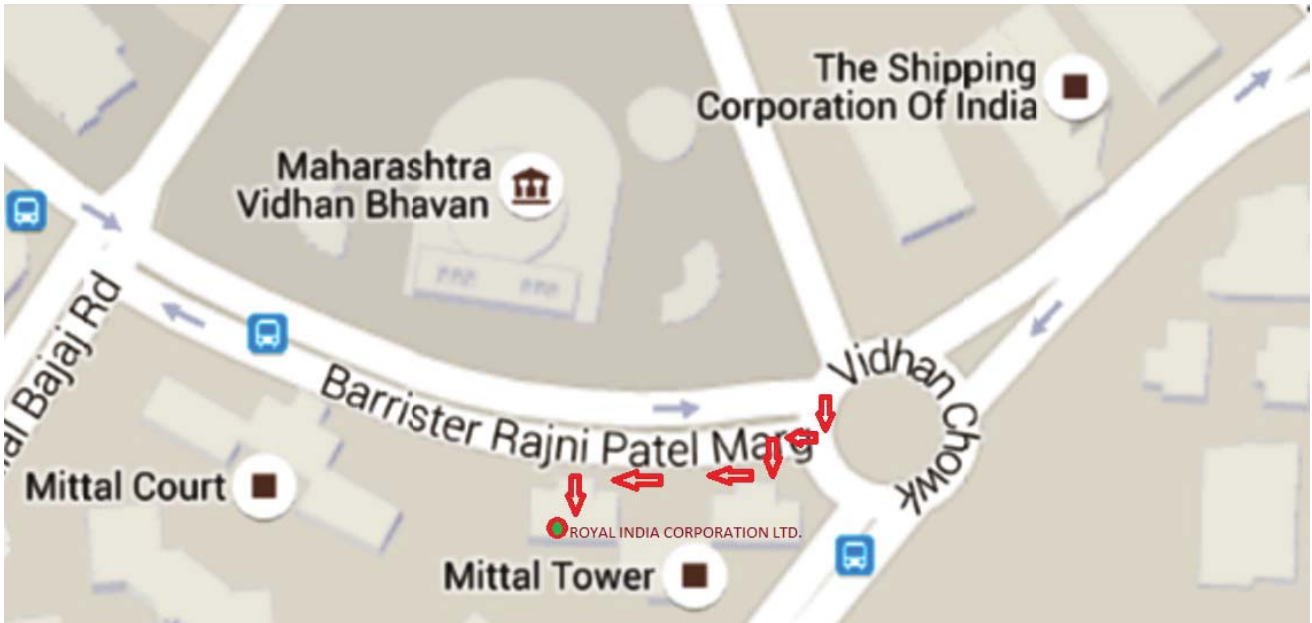 The Shipping
Corporation Of India
Maharashtra
Vidhan Bhavan
al Bajaj Rd
Barrister Rajni Patel Marg
Vidhan Chowk
Mittal Court
ROYAL INDIA CORPORATION LTD.
Mittal Tower